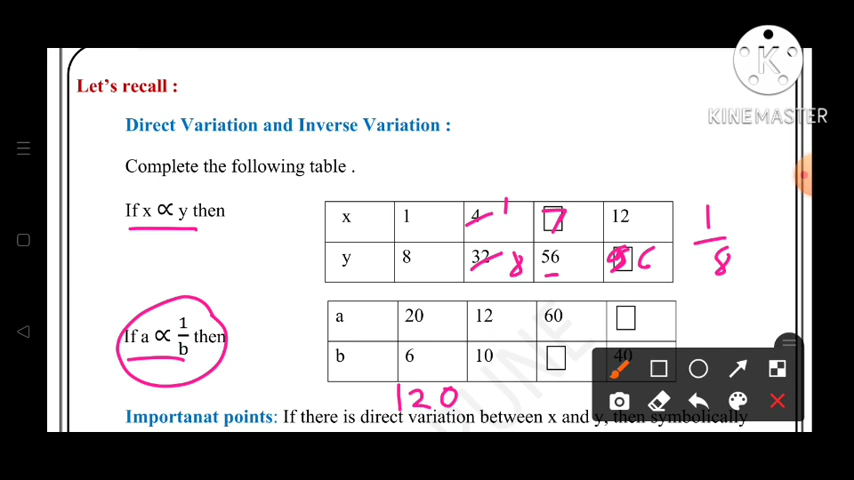 KINEMASTER
Let's recall :
Direct Variation and Inverse Variation :
Complete the following table .
If x ∝ y then
x 1 4 1 7 12
y 8 32 8 56 96
1/8
If a ∝ 1/b then
a 20 12 60
b 6 10 40
120
Importanat points: If there is direct variation between x and y, then symbolically